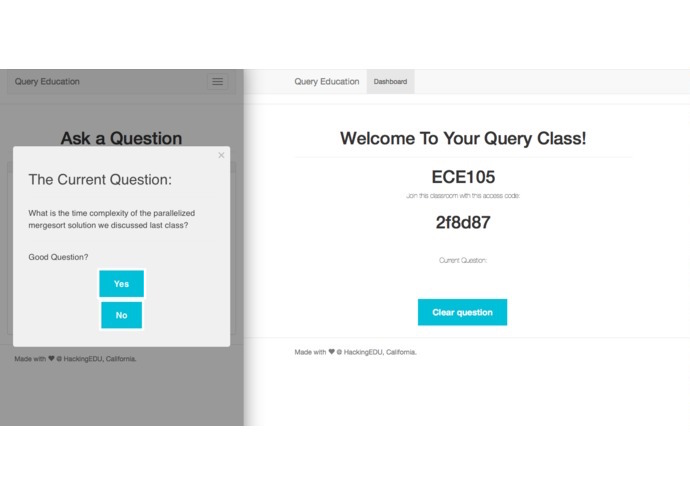 Query Education
Ask a Question
×
The Current Question:
What is the time complexity of the parallelized
mergesort solution we discussed last class?
Good Question?
Yes
No
Made with ♥ @ HackingEDU, California.
Query Education Dashboard
Welcome To Your Query Class!
ECE105
Join this classroom with this access code:
2f8d87
Current Question:
Clear question
Made with ♥ @ HackingEDU, California.